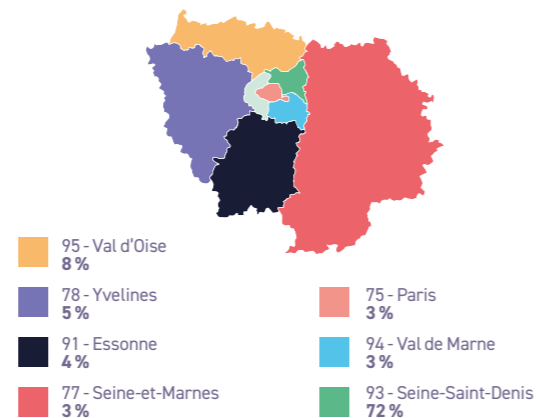 95 - Val d'Oise
8 %
78 - Yvelines
5 %
91 - Essonne
4 %
77 - Seine-et-Marnes
3 %
75 - Paris
3 %
94 - Val de Marne
3 %
93 - Seine-Saint-Denis
72 %